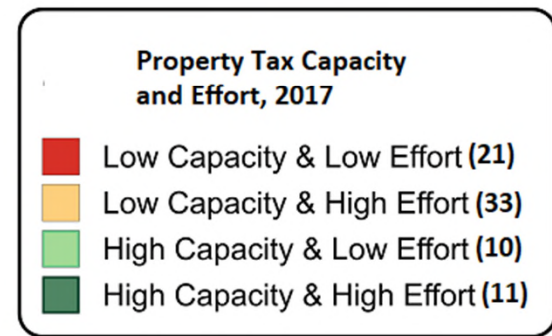 Property Tax Capacity
and Effort, 2017
Low Capacity & Low Effort (21)
Low Capacity & High Effort (33)
High Capacity & Low Effort (10)
High Capacity & High Effort (11)